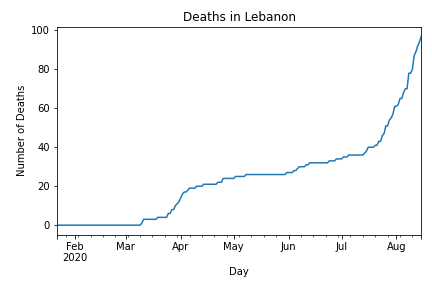 Deaths in Lebanon
100
80
60
40
20
0
Number of Deaths
Feb
2020
Mar
Apr
May
Jun
Jul
Aug
Day